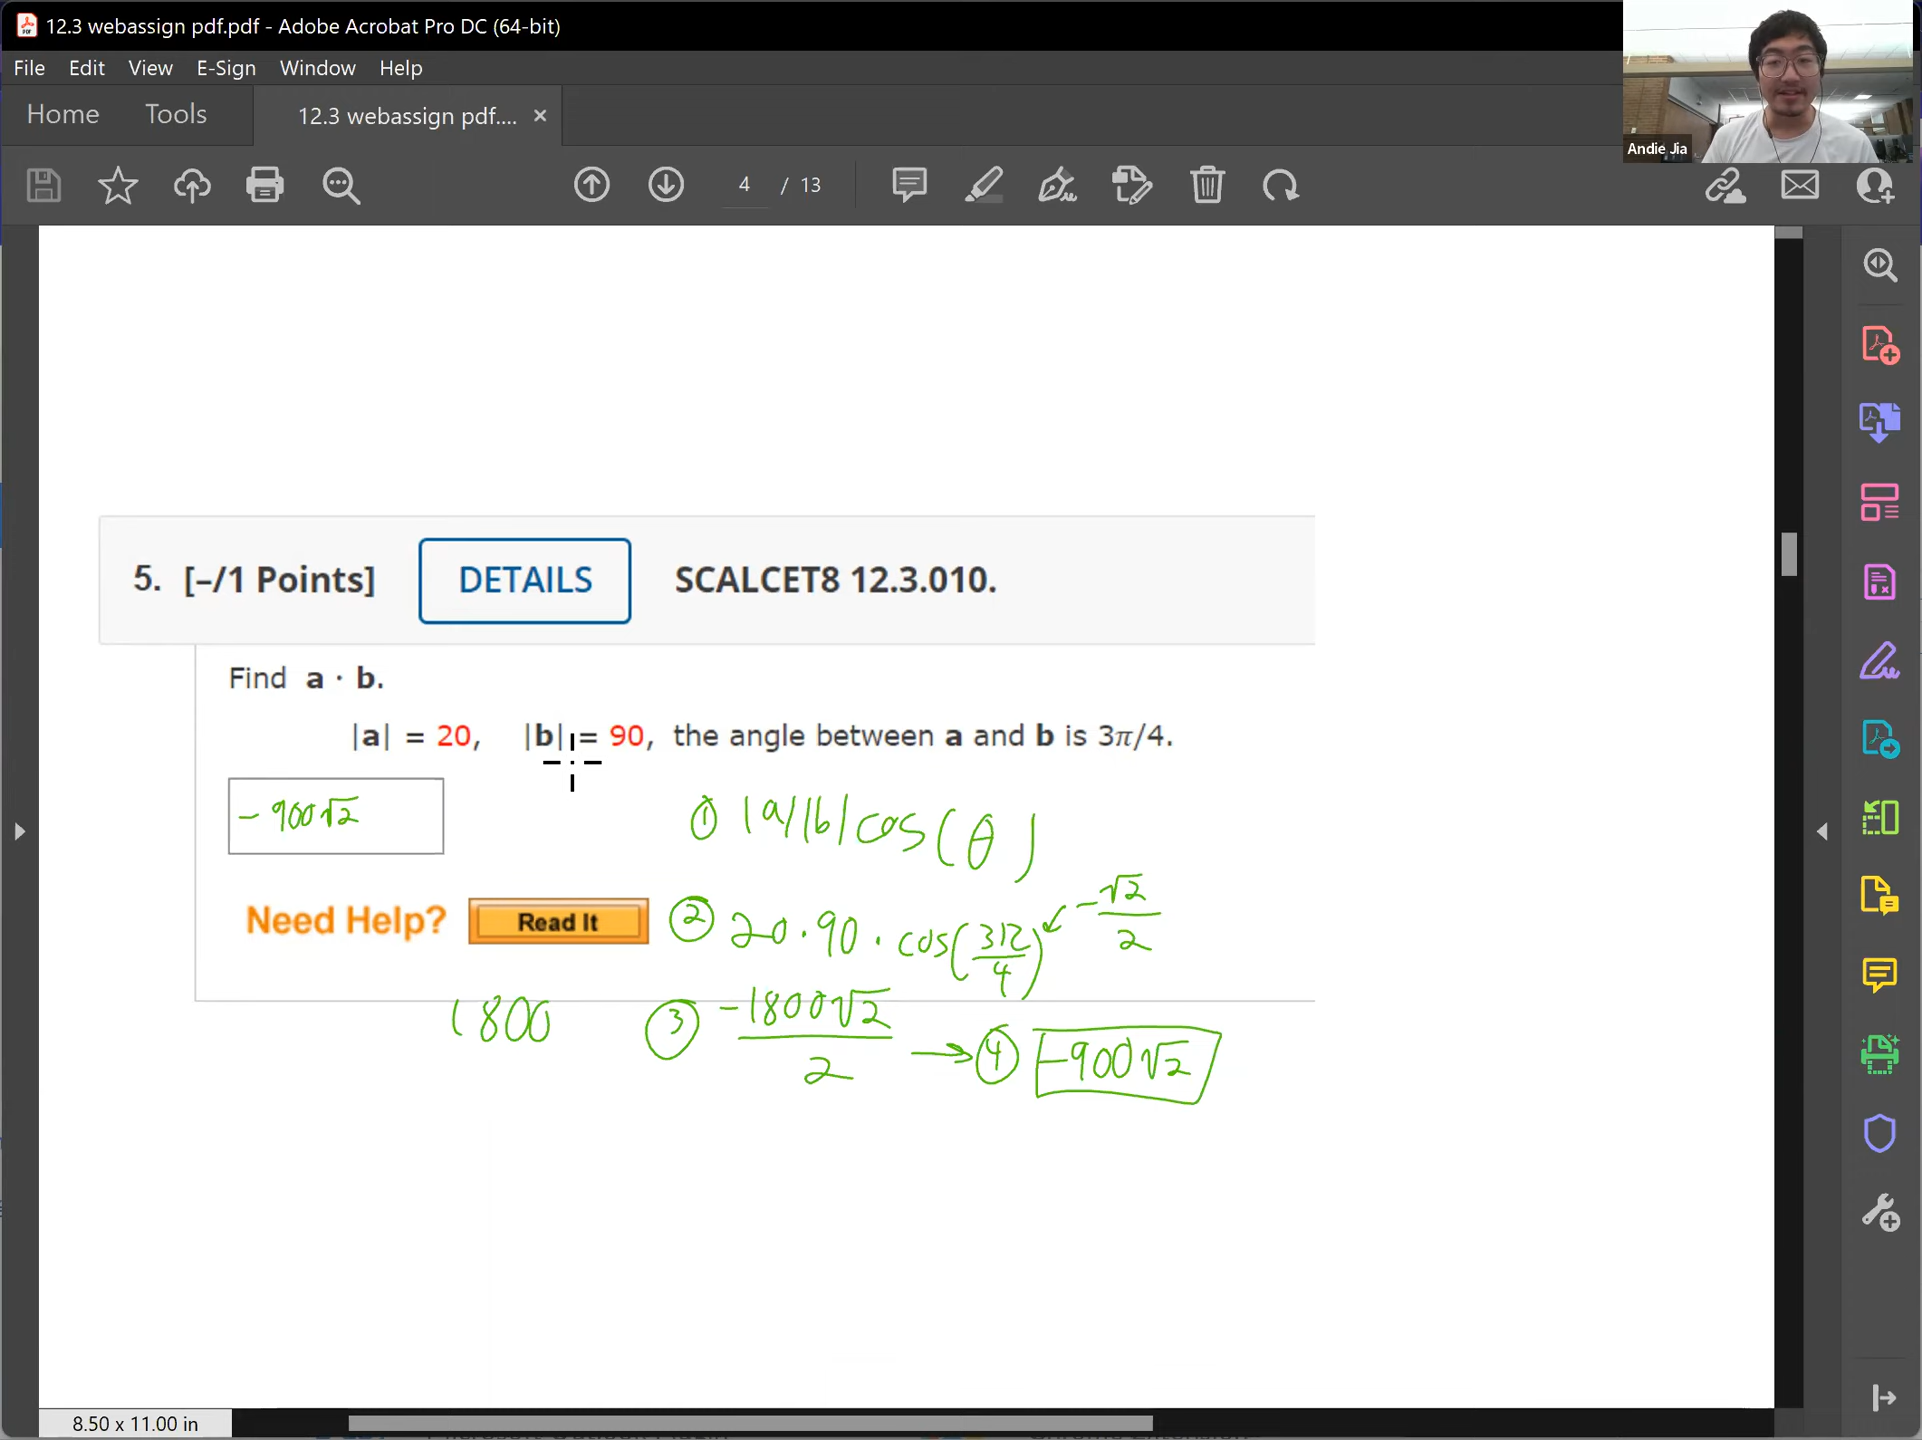 12.3 webassign pdf.pdf - Adobe Acrobat Pro DC (64-bit)
File Edit View E-Sign Window Help
Home Tools 12.3 webassign pdf.... ×
4 / 13
Andie Jia
5. [–/1 Points] DETAILS SCALCET8 12.3.010.
Find a · b.
|a| = 20, |b| = 90, the angle between a and b is 3π/4.
-900√2
① |a||b|cos(θ)
Need Help? Read It
② 20·90·cos(3π/4) ← -√2/2
1800
③ -1800√2/2 → ④ -900√2
8.50 x 11.00 in